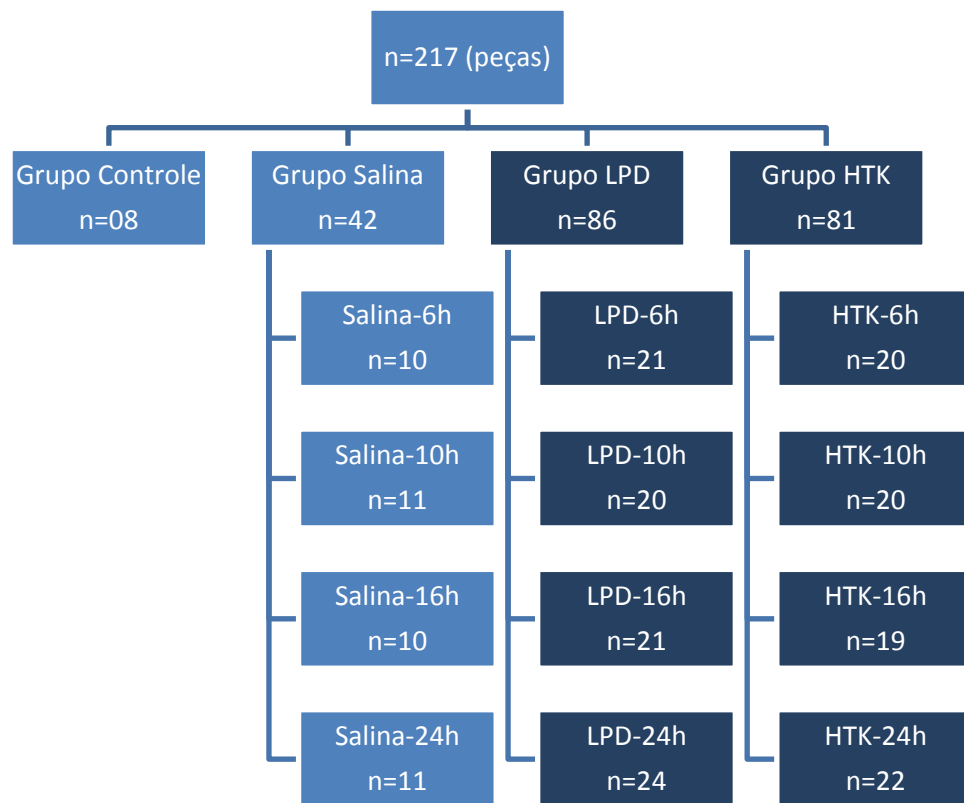 n=217 (peças)
Grupo Controle
n=08
Grupo Salina
n=42
Grupo LPD
n=86
Grupo HTK
n=81
Salina-6h
n=10
LPD-6h
n=21
HTK-6h
n=20
Salina-10h
n=11
LPD-10h
n=20
HTK-10h
n=20
Salina-16h
n=10
LPD-16h
n=21
HTK-16h
n=19
Salina-24h
n=11
LPD-24h
n=24
HTK-24h
n=22